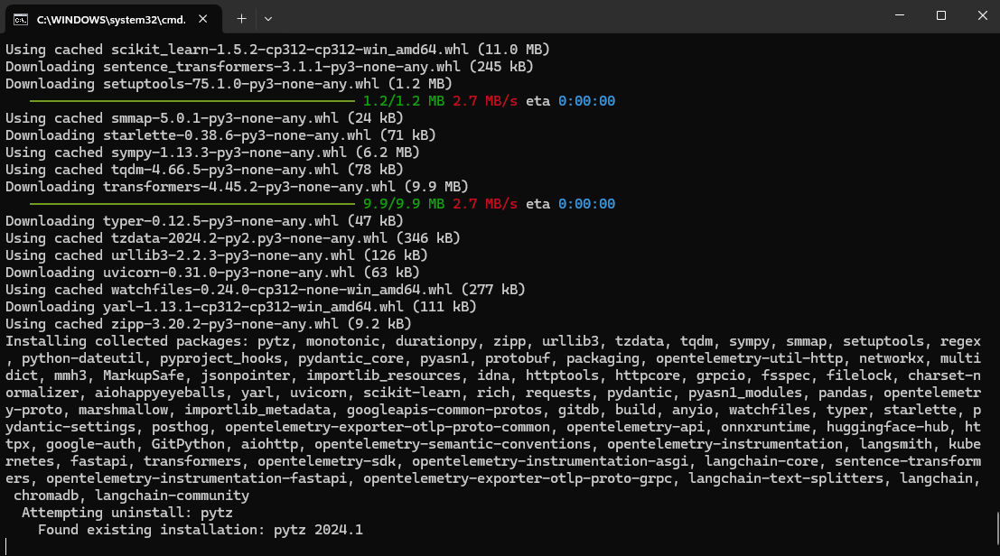 C:\WINDOWS\system32\cmd.
Using cached scikit_learn-1.5.2-cp312-cp312-win_amd64.whl (11.0 MB)
Downloading sentence_transformers-3.1.1-py3-none-any.whl (245 kB)
Downloading setuptools-75.1.0-py3-none-any.whl (1.2 MB)
1.2/1.2 MB 2.7 MB/s eta 0:00:00
Using cached smmap-5.0.1-py3-none-any.whl (24 kB)
Downloading starlette-0.38.6-py3-none-any.whl (71 kB)
Using cached sympy-1.13.3-py3-none-any.whl (6.2 MB)
Using cached tqdm-4.66.5-py3-none-any.whl (78 kB)
Downloading transformers-4.45.2-py3-none-any.whl (9.9 MB)
9.9/9.9 MB 2.7 MB/s eta 0:00:00
Downloading typer-0.12.5-py3-none-any.whl (47 kB)
Using cached tzdata-2024.2-py2.py3-none-any.whl (346 kB)
Using cached urllib3-2.2.3-py3-none-any.whl (126 kB)
Downloading uvicorn-0.31.0-py3-none-any.whl (63 kB)
Using cached watchfiles-0.24.0-cp312-none-win_amd64.whl (277 kB)
Downloading yarl-1.13.1-cp312-cp312-win_amd64.whl (111 kB)
Using cached zipp-3.20.2-py3-none-any.whl (9.2 kB)
Installing collected packages: pytz, monotonic, durationpy, zipp, urllib3, tzdata, tqdm, sympy, smmap, setuptools, regex
, python-dateutil, pyproject_hooks, pydantic_core, pyasn1, protobuf, packaging, opentelemetry-util-http, networkx, multi
dict, mmh3, MarkupSafe, jsonpointer, importlib_resources, idna, httptools, httpcore, grpcio, fsspec, filelock, charset-n
ormalizer, aiohappyeyeballs, yarl, uvicorn, scikit-learn, rich, requests, pydantic, pyasn1_modules, pandas, opentelemetr
y-proto, marshmallow, importlib_metadata, googleapis-common-protos, gitdb, build, anyio, watchfiles, typer, starlette, p
ydantic-settings, posthog, opentelemetry-exporter-otlp-proto-common, opentelemetry-api, onnxruntime, huggingface-hub, ht
tpx, google-auth, GitPython, aiohttp, opentelemetry-semantic-conventions, opentelemetry-instrumentation, langsmith, kube
rnetes, fastapi, transformers, opentelemetry-sdk, opentelemetry-instrumentation-asgi, langchain-core, sentence-transform
ers, opentelemetry-instrumentation-fastapi, opentelemetry-exporter-otlp-proto-grpc, langchain-text-splitters, langchain,
chromadb, langchain-community
Attempting uninstall: pytz
Found existing installation: pytz 2024.1